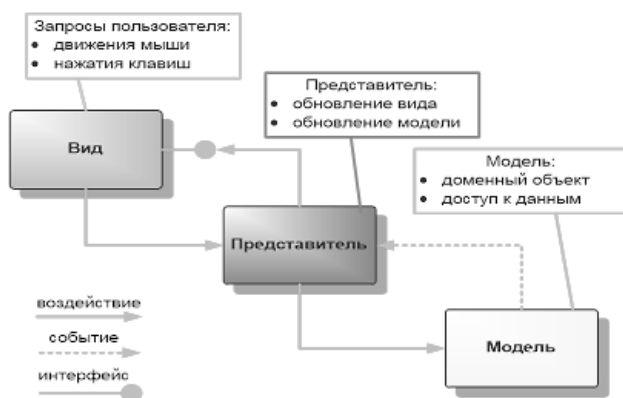 Запросы пользователя:
• движения мыши
• нажатия клавиш
Представитель:
• обновление вида
• обновление модели
Вид
Модель:
• доменный объект
• доступ к данным
Представитель
воздействие
событие
Модель
интерфейс